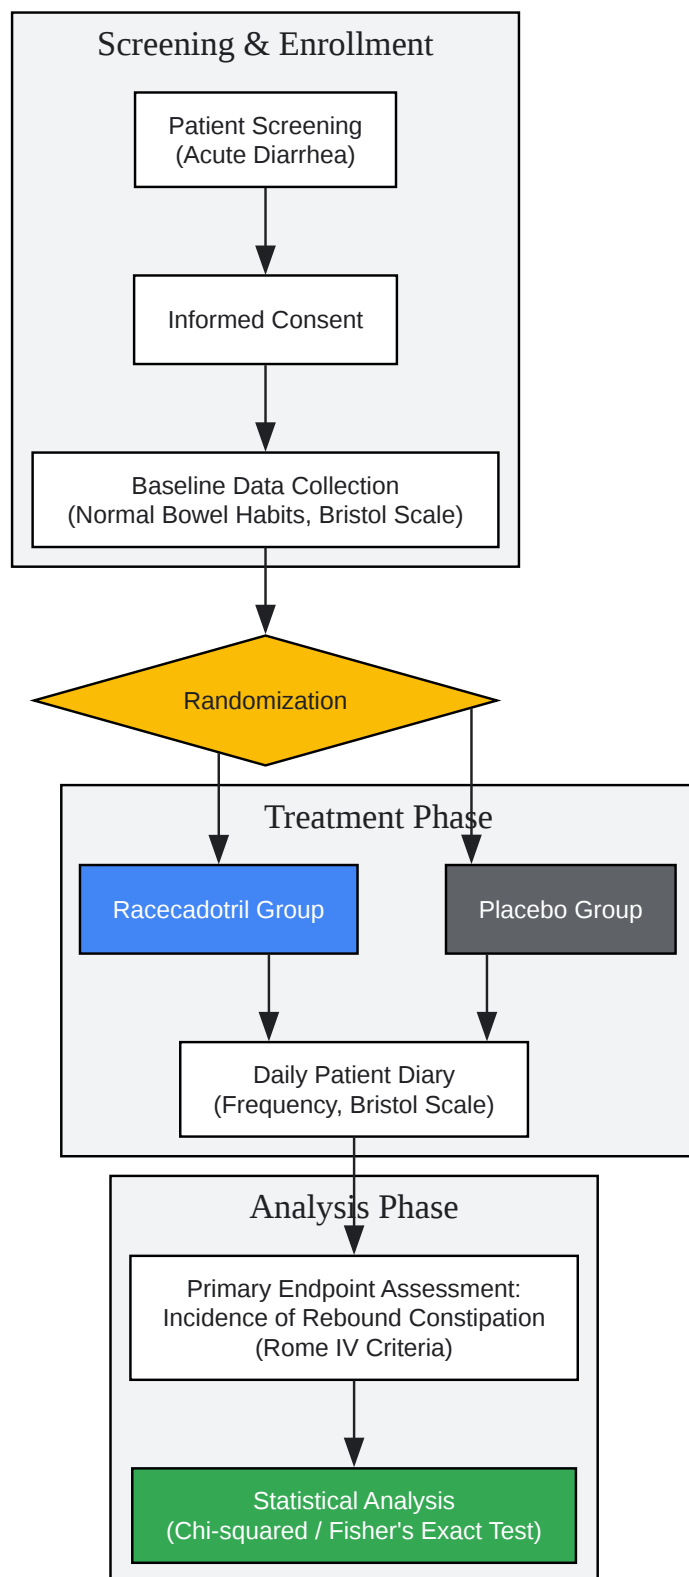 Screening & Enrollment
Patient Screening
(Acute Diarrhea)
Informed Consent
Baseline Data Collection
(Normal Bowel Habits, Bristol Scale)
Randomization
Treatment Phase
Racecadotril Group
Placebo Group
Daily Patient Diary
(Frequency, Bristol Scale)
Analysis Phase
Primary Endpoint Assessment:
Incidence of Rebound Constipation
(Rome IV Criteria)
Statistical Analysis
(Chi-squared / Fisher's Exact Test)